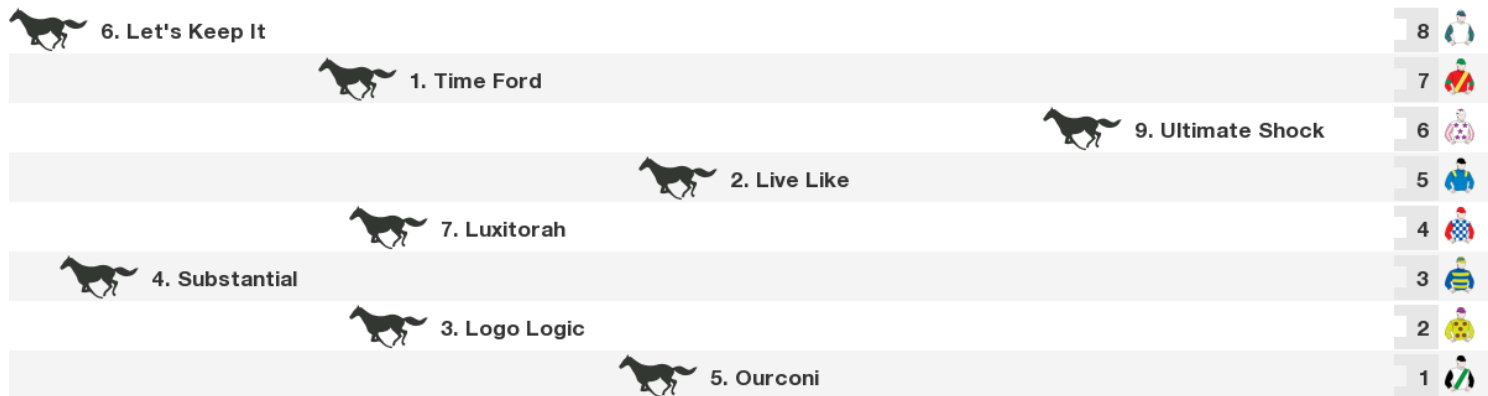 6. Let's Keep It 8
1. Time Ford 7
9. Ultimate Shock 6
2. Live Like 5
7. Luxitorah 4
4. Substantial 3
3. Logo Logic 2
5. Ourconi 1